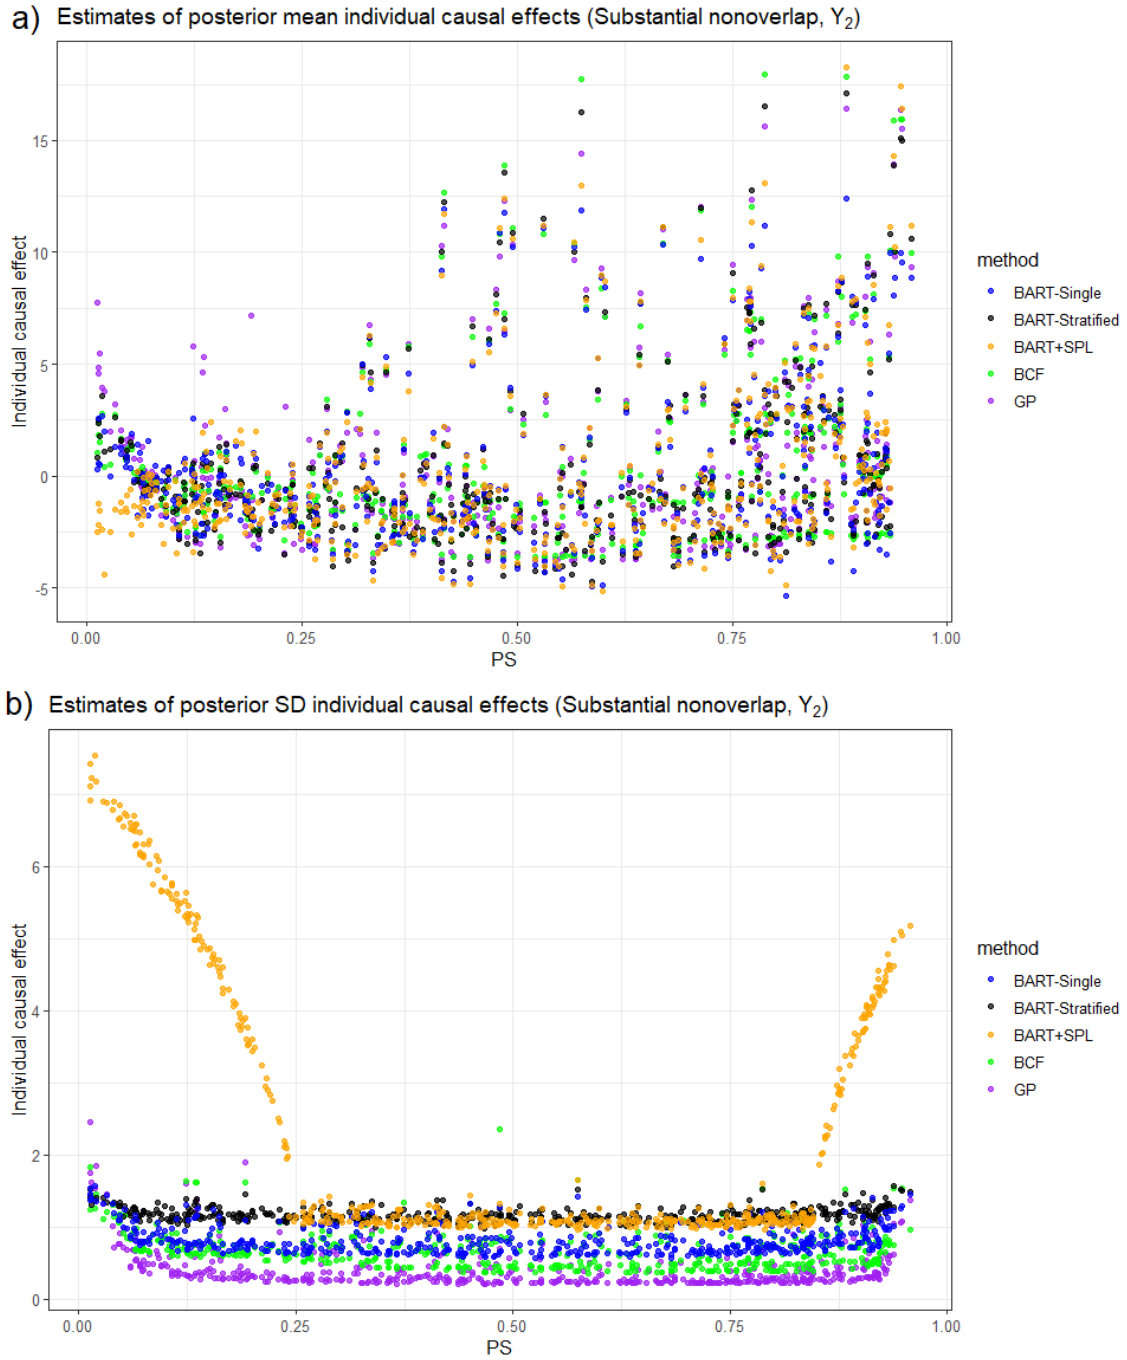 a) Estimates of posterior mean individual causal effects (Substantial nonoverlap, Y₂)
Individual causal effect
15
10
5
0
-5
0.00 0.25 0.50 0.75 1.00
PS
method
BART-Single
BART-Stratified
BART+SPL
BCF
GP
b) Estimates of posterior SD individual causal effects (Substantial nonoverlap, Y₂)
Individual causal effect
6
4
2
0
0.00 0.25 0.50 0.75 1.00
PS
method
BART-Single
BART-Stratified
BART+SPL
BCF
GP